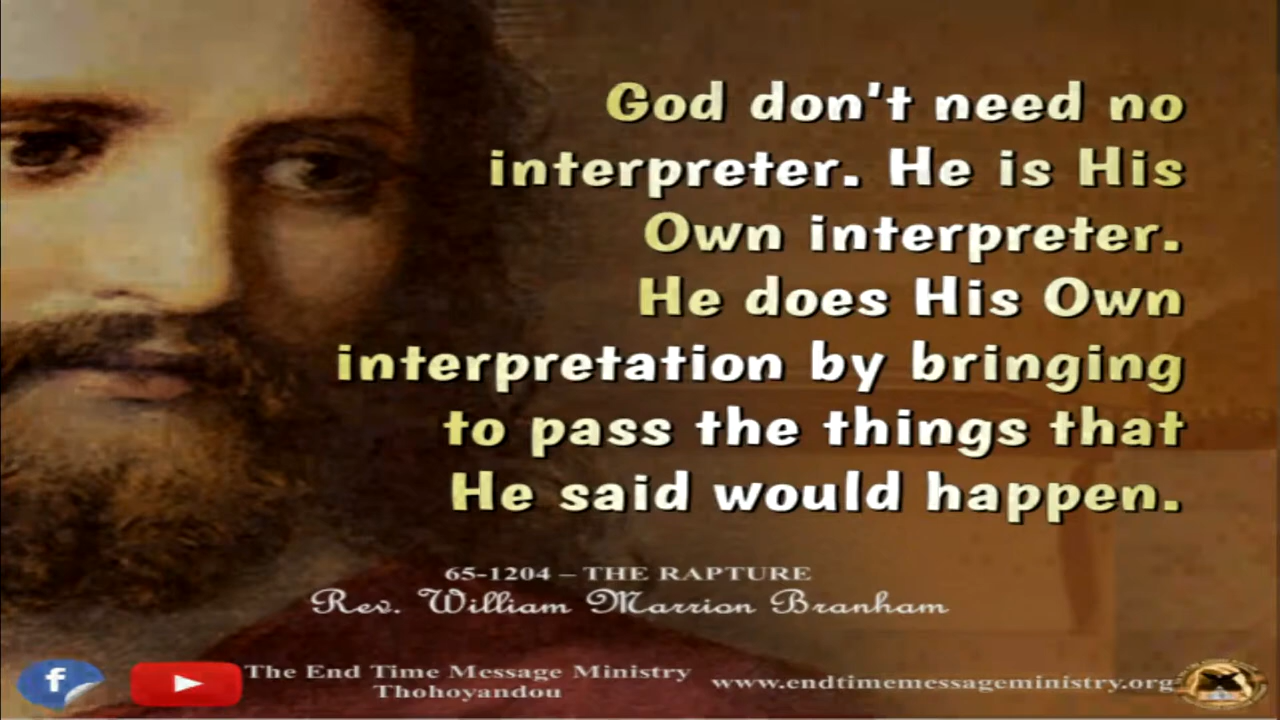 God don't need no
interpreter. He is His
Own interpreter.
He does His Own
interpretation by bringing
to pass the things that
He said would happen.
65-1204 – THE RAPTURE
Rev. William Marrion Branham
f
The End Time Message Ministry
Thohoyandou
www.endtimemessageministry.org